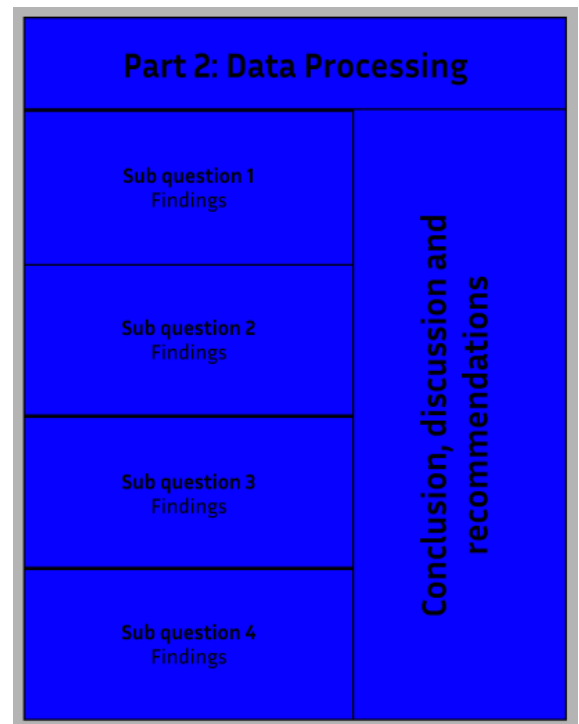 Part 2: Data Processing
Sub question 1
Findings
Sub question 2
Findings
Sub question 3
Findings
Sub question 4
Findings
Conclusion, discussion and
recommendations